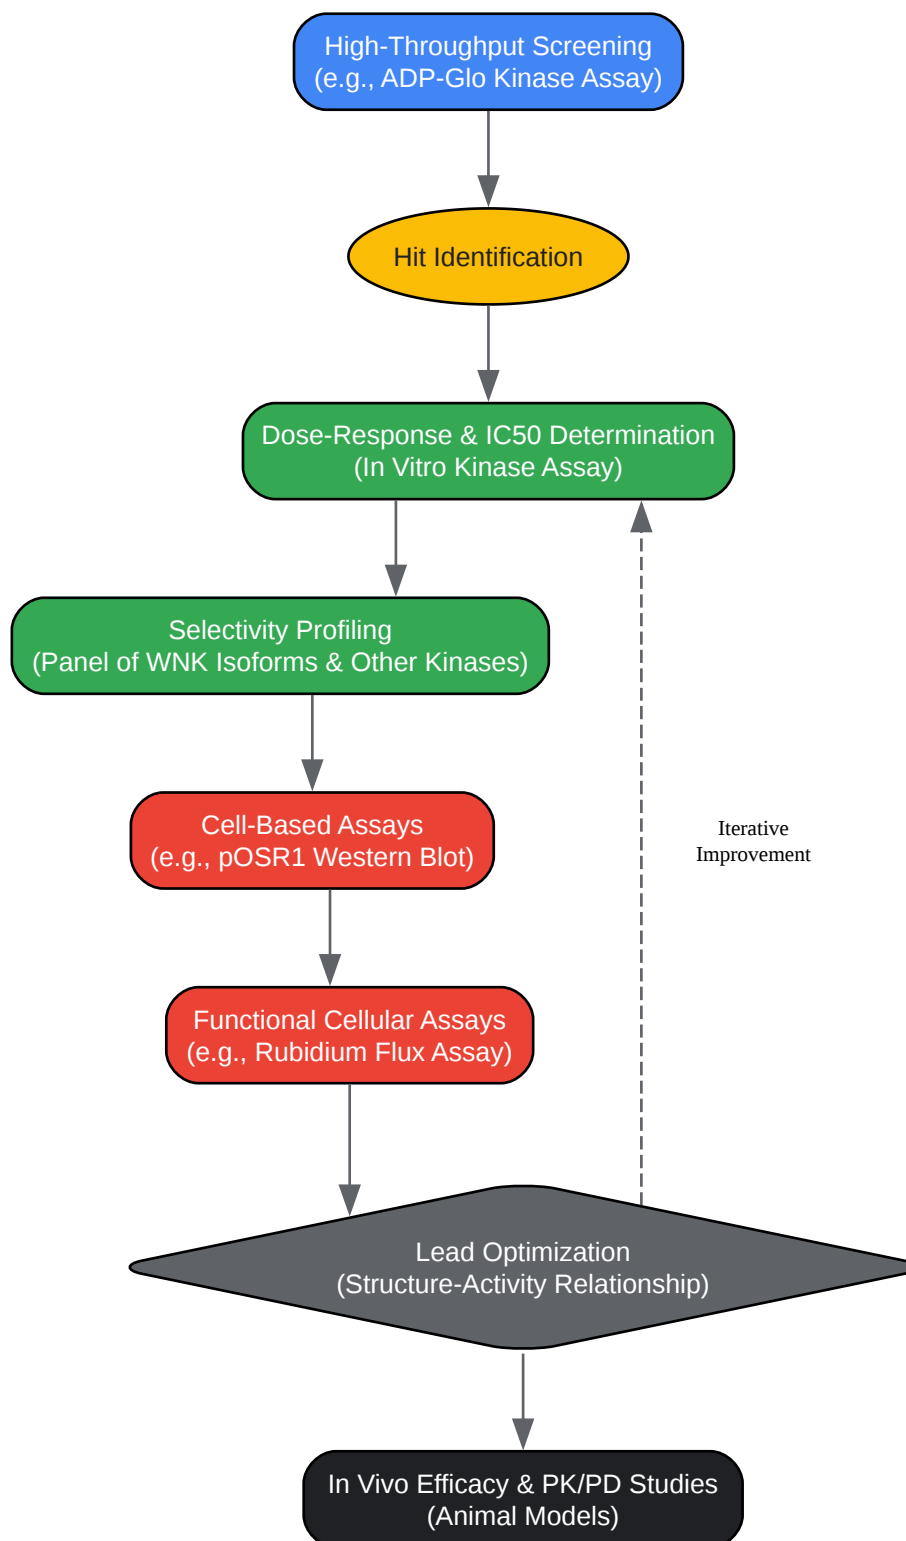 High-Throughput Screening
(e.g., ADP-Glo Kinase Assay)
Hit Identification
Dose-Response & IC50 Determination
(In Vitro Kinase Assay)
Selectivity Profiling
(Panel of WNK Isoforms & Other Kinases)
Cell-Based Assays
(e.g., pOSR1 Western Blot)
Iterative
Improvement
Functional Cellular Assays
(e.g., Rubidium Flux Assay)
Lead Optimization
(Structure-Activity Relationship)
In Vivo Efficacy & PK/PD Studies
(Animal Models)